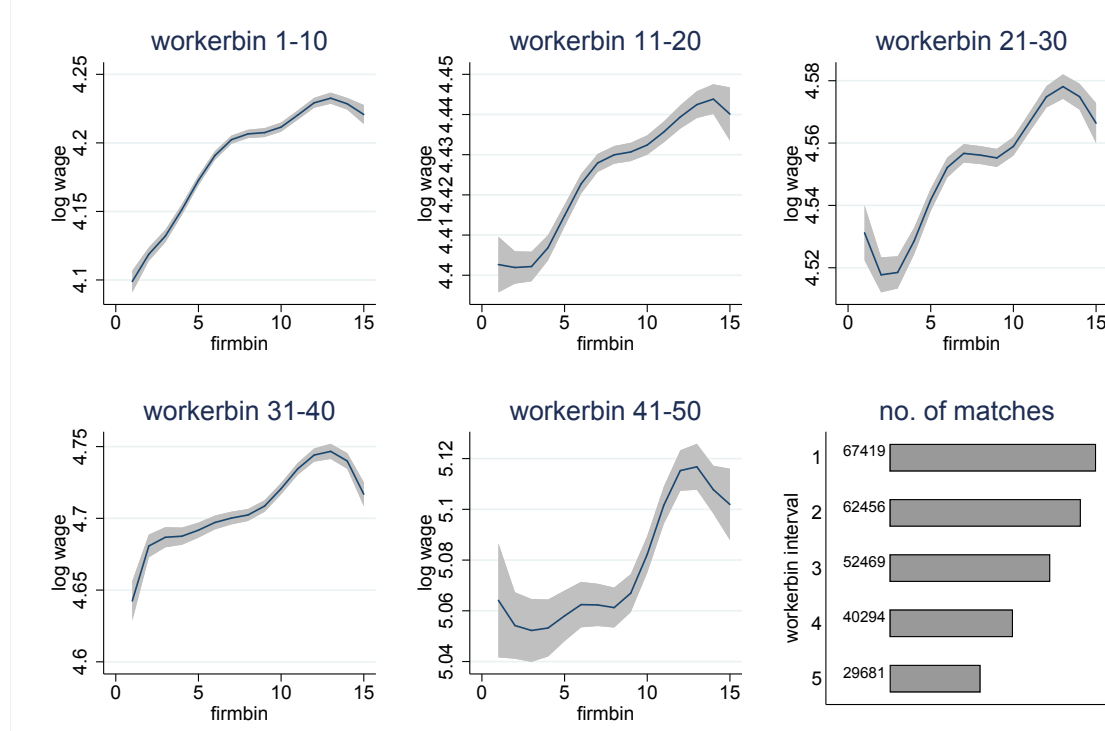 workerbin 1-10
log wage
4.25
4.2
4.15
4.1
0 5 10 15
firmbin
workerbin 11-20
log wage
4.45
4.44
4.43
4.42
4.41
4.4
0 5 10 15
firmbin
workerbin 21-30
log wage
4.58
4.56
4.54
4.52
0 5 10 15
firmbin
workerbin 31-40
log wage
4.75
4.7
4.65
4.6
0 5 10 15
firmbin
workerbin 41-50
log wage
5.12
5.1
5.08
5.06
5.04
0 5 10 15
firmbin
no. of matches
workerbin interval
1 67419
2 62456
3 52469
4 40294
5 29681